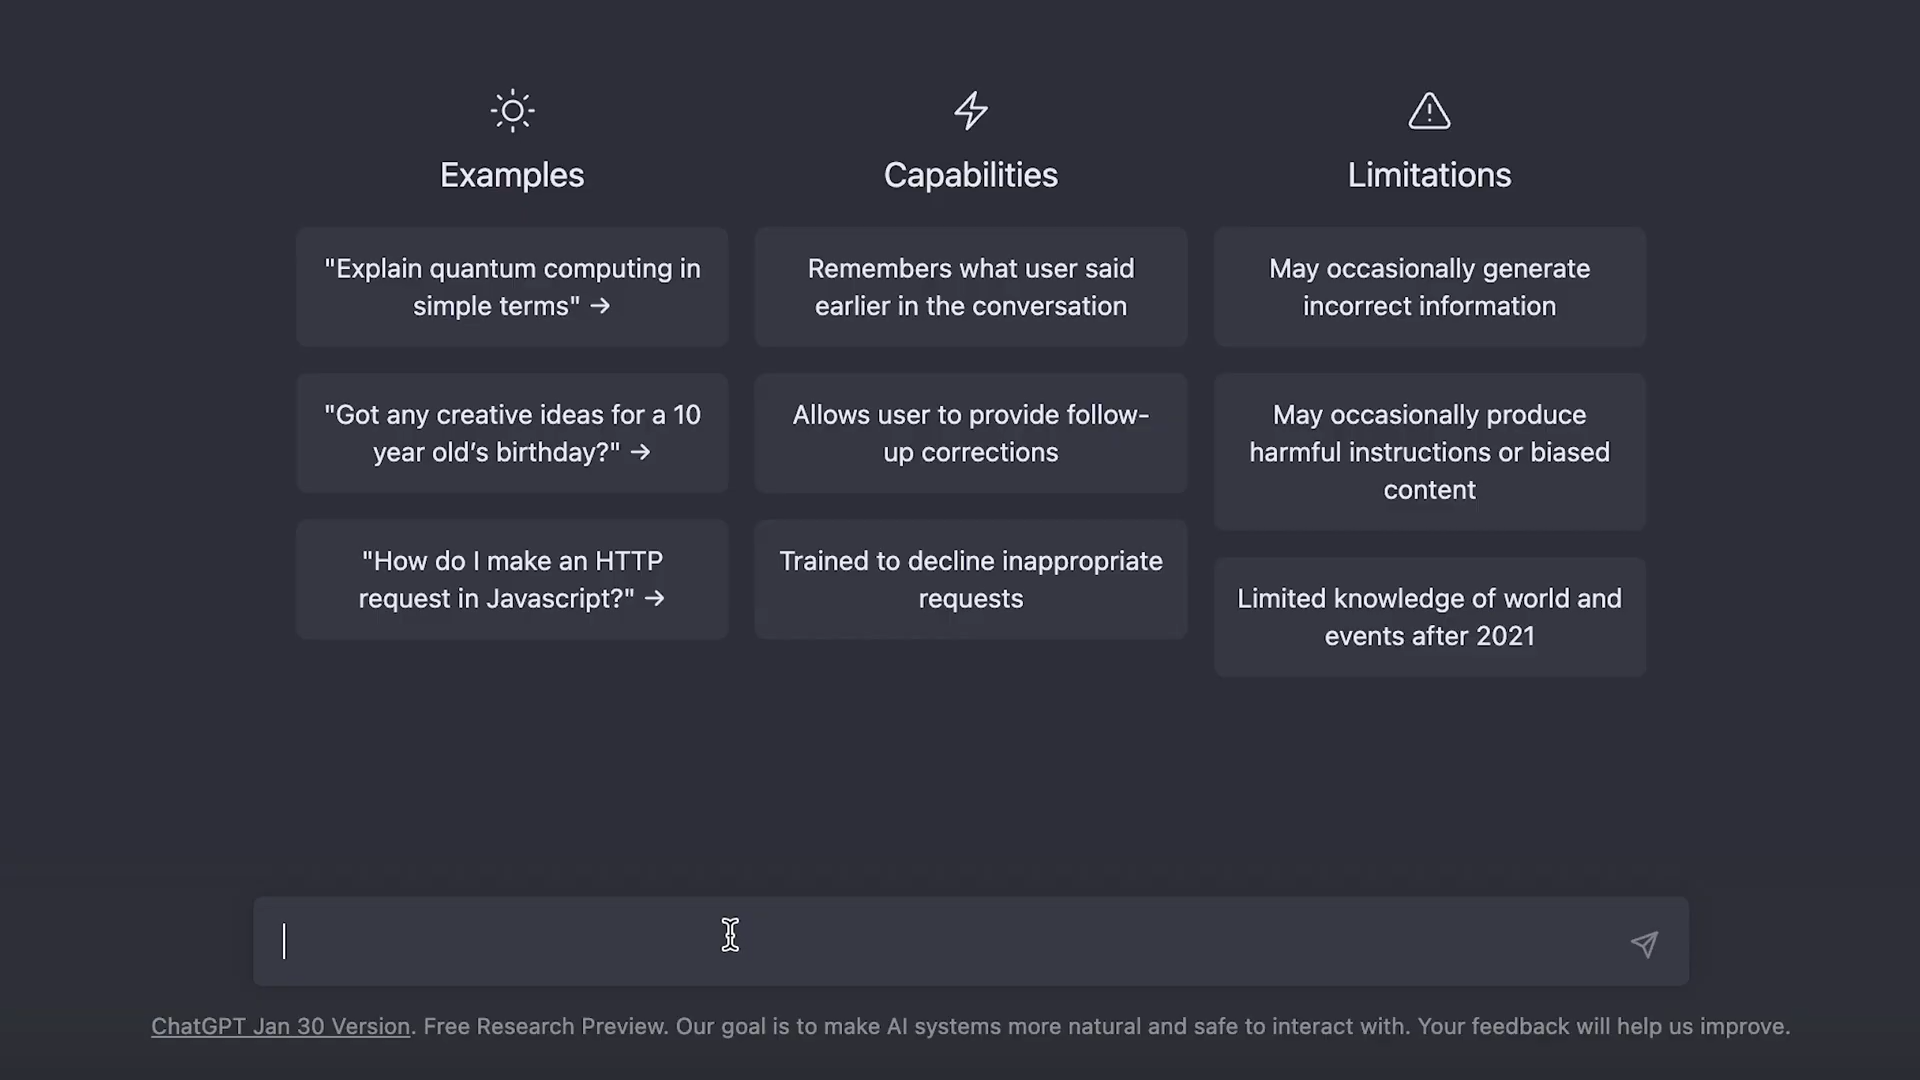 Examples
"Explain quantum computing in
simple terms" →
"Got any creative ideas for a 10
year old’s birthday?" →
"How do I make an HTTP
request in Javascript?" →
Capabilities
Remembers what user said
earlier in the conversation
Allows user to provide follow-
up corrections
Trained to decline inappropriate
requests
Limitations
May occasionally generate
incorrect information
May occasionally produce
harmful instructions or biased
content
Limited knowledge of world and
events after 2021
ChatGPT Jan 30 Version. Free Research Preview. Our goal is to make AI systems more natural and safe to interact with. Your feedback will help us improve.